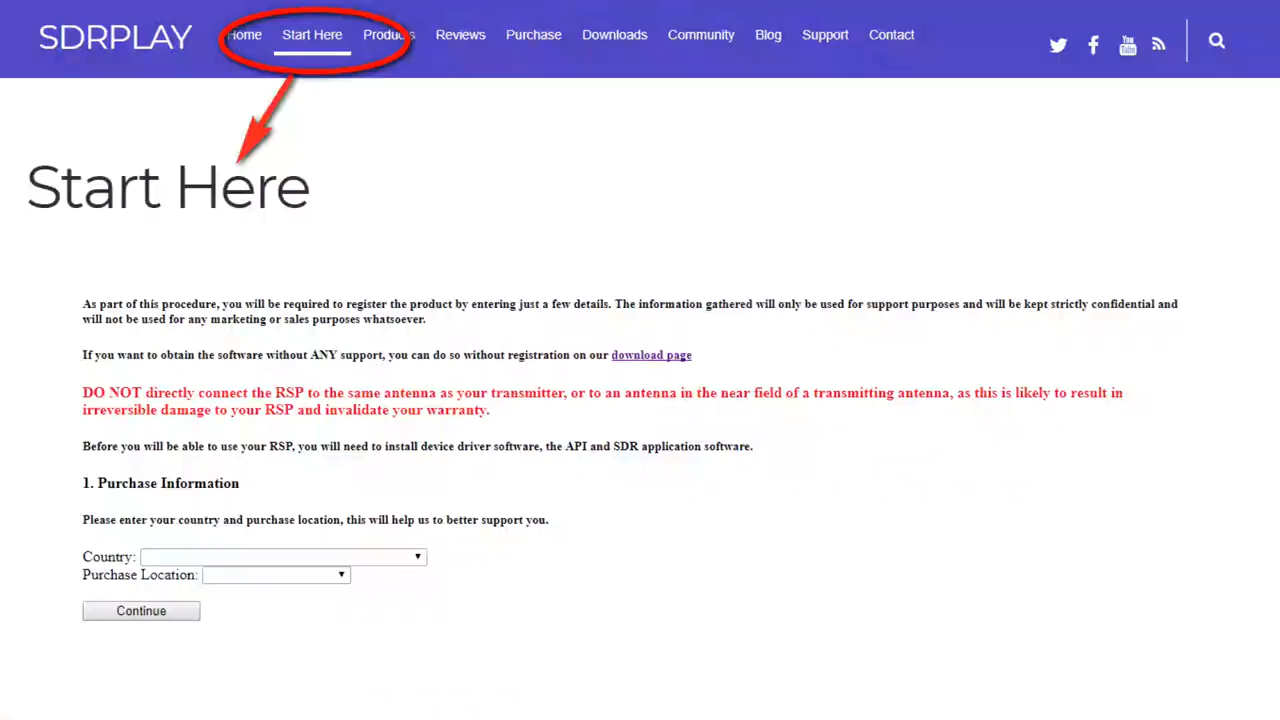 SDRPLAY
Home Start Here Products Reviews Purchase Downloads Community Blog Support Contact
You Tube
Start Here
As part of this procedure, you will be required to register the product by entering just a few details. The information gathered will only be used for support purposes and will be kept strictly confidential and
will not be used for any marketing or sales purposes whatsoever.
If you want to obtain the software without ANY support, you can do so without registration on our download page
DO NOT directly connect the RSP to the same antenna as your transmitter, or to an antenna in the near field of a transmitting antenna, as this is likely to result in
irreversible damage to your RSP and invalidate your warranty.
Before you will be able to use your RSP, you will need to install device driver software, the API and SDR application software.
1. Purchase Information
Please enter your country and purchase location, this will help us to better support you.
Country:
Purchase Location:
Continue